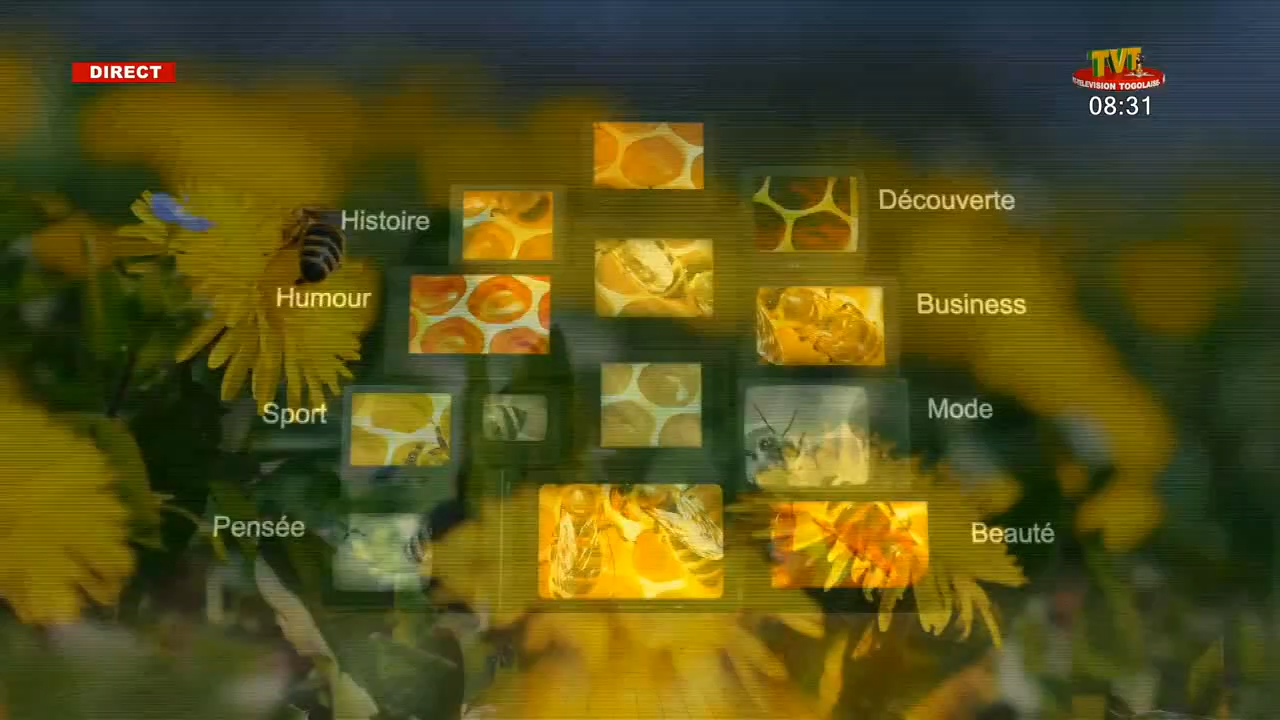 DIRECT
TVT
TELEVISION TOGOLAISE
08:31
Découverte
Histoire
Humour
Business
Sport
Mode
Pensée
Beauté